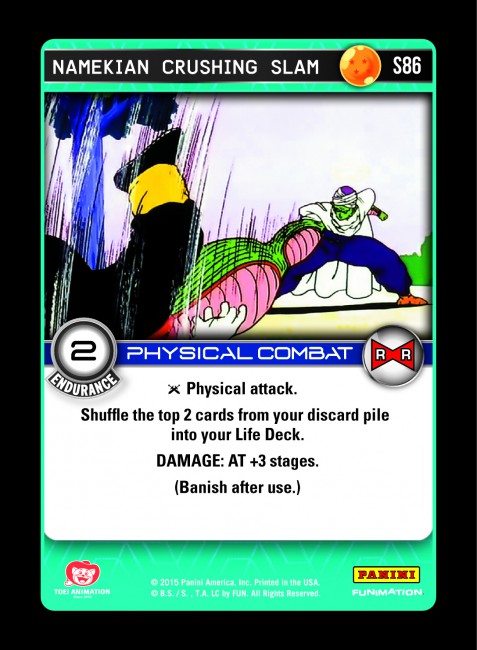 NAMEKIAN CRUSHING SLAM S86
2 PHYSICAL COMBAT R R
ENDURANCE
Physical attack.
Shuffle the top 2 cards from your discard pile
into your Life Deck.
DAMAGE: AT +3 stages.
(Banish after use.)
TOEI ANIMATION
© 2015 Panini America, Inc. Printed in the USA.
© B.S. / S. , T.A. LC by FUN. All Rights Reserved.
PANINI
FUNIMATION